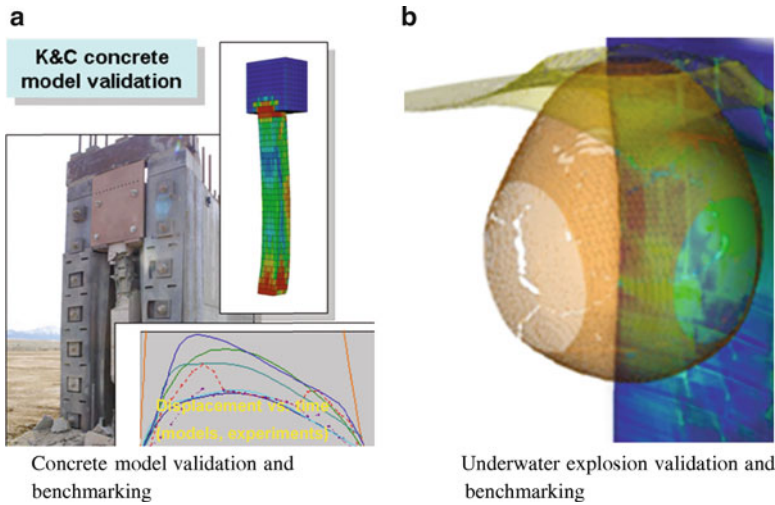 a
K&C concrete
model validation
Displacement vs. time
(models, experiments)
Concrete model validation and
benchmarking
b
Underwater explosion validation and
benchmarking